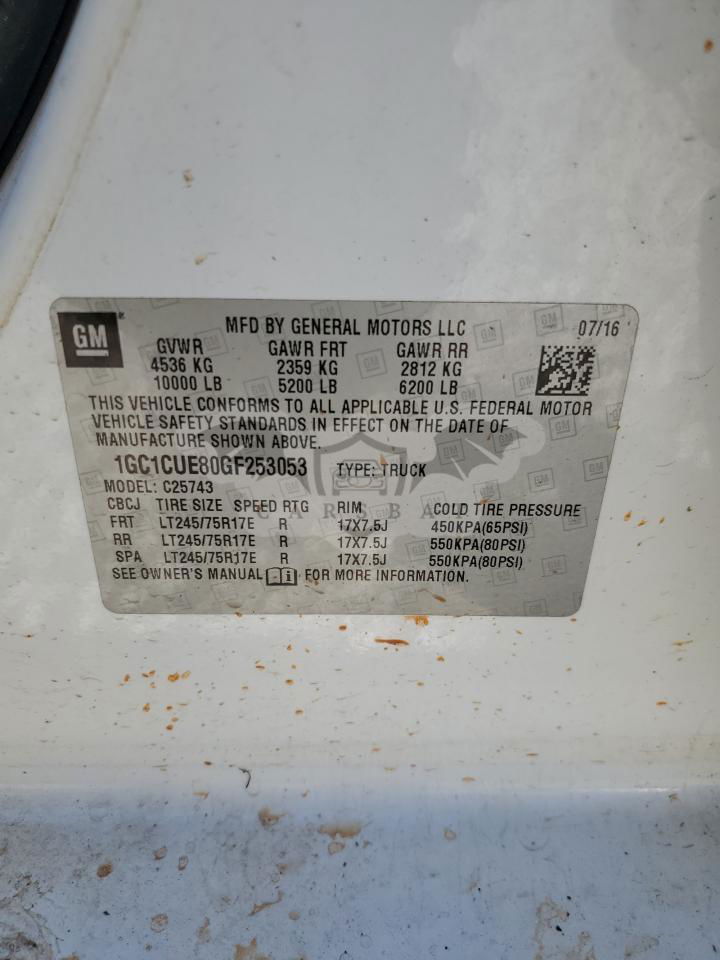 GM
MFD BY GENERAL MOTORS LLC 07/16
GVWR GAWR FRT GAWR RR
4536 KG 2359 KG 2812 KG
10000 LB 5200 LB 6200 LB
THIS VEHICLE CONFORMS TO ALL APPLICABLE U.S. FEDERAL MOTOR
VEHICLE SAFETY STANDARDS IN EFFECT ON THE DATE OF
MANUFACTURE SHOWN ABOVE.
1GC1CUE80GF253053 TYPE: TRUCK
MODEL: C25743
CBCJ TIRE SIZE SPEED RTG RIM COLD TIRE PRESSURE
FRT LT245/75R17E R 17X7.5J 450KPA(65PSI)
RR LT245/75R17E R 17X7.5J 550KPA(80PSI)
SPA LT245/75R17E R 17X7.5J 550KPA(80PSI)
SEE OWNER'S MANUAL FOR MORE INFORMATION.